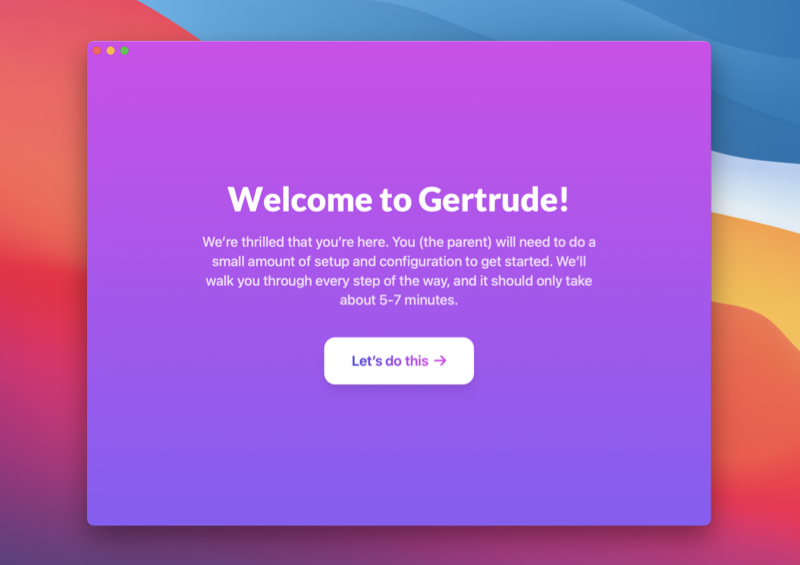 Welcome to Gertrude!
We’re thrilled that you’re here. You (the parent) will need to do a
small amount of setup and configuration to get started. We’ll
walk you through every step of the way, and it should only take
about 5-7 minutes.
Let’s do this →